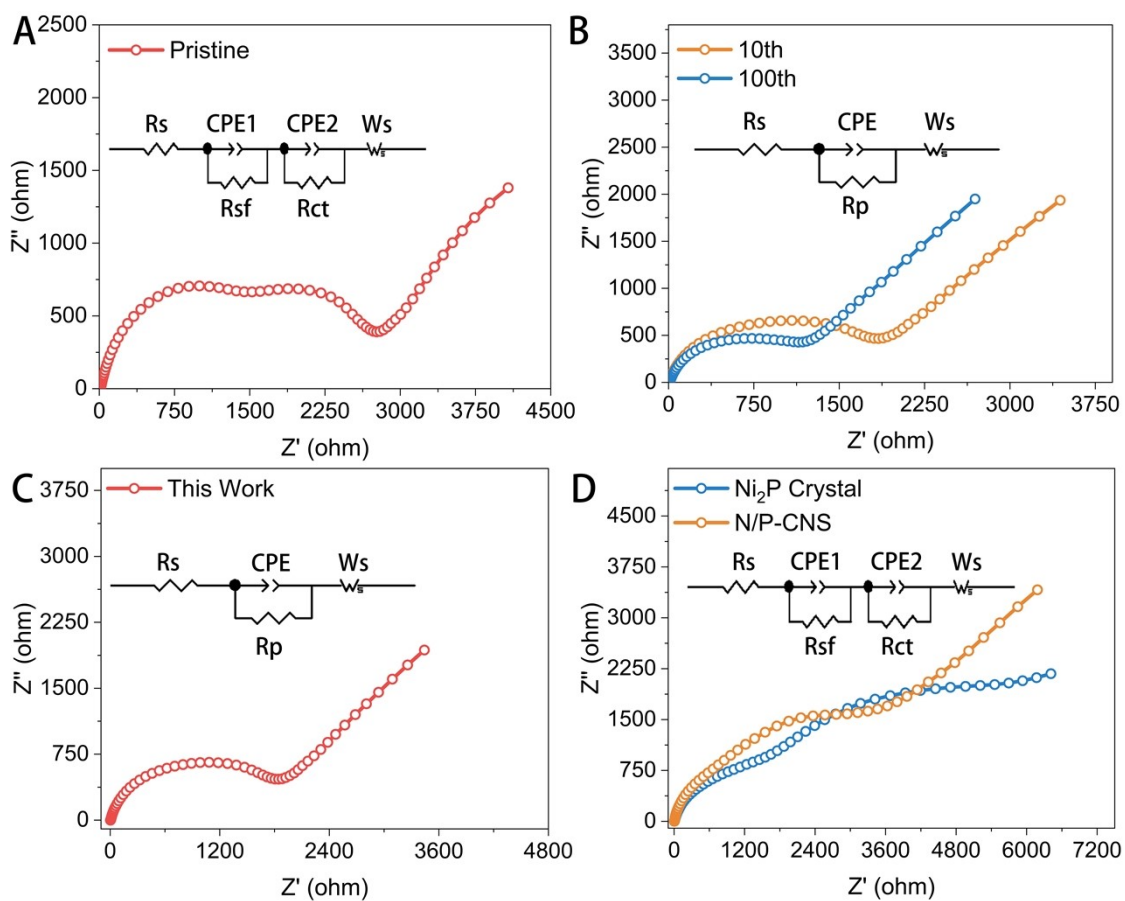 A
Pristine
Rs CPE1 CPE2 Ws
s
Rsf Rct
2500
2000
1500
1000
500
0
Z'' (ohm)
0 750 1500 2250 3000 3750 4500
Z' (ohm)
B
10th
100th
Rs CPE Ws
s
Rp
3500
3000
2500
2000
1500
1000
500
0
Z'' (ohm)
0 750 1500 2250 3000 3750
Z' (ohm)
C
This Work
Rs CPE Ws
s
Rp
3750
3000
2250
1500
750
0
Z'' (ohm)
0 1200 2400 3600 4800
Z' (ohm)
D
Ni₂P Crystal
N/P-CNS
Rs CPE1 CPE2 Ws
s
Rsf Rct
4500
3750
3000
2250
1500
750
0
Z'' (ohm)
0 1200 2400 3600 4800 6000 7200
Z' (ohm)